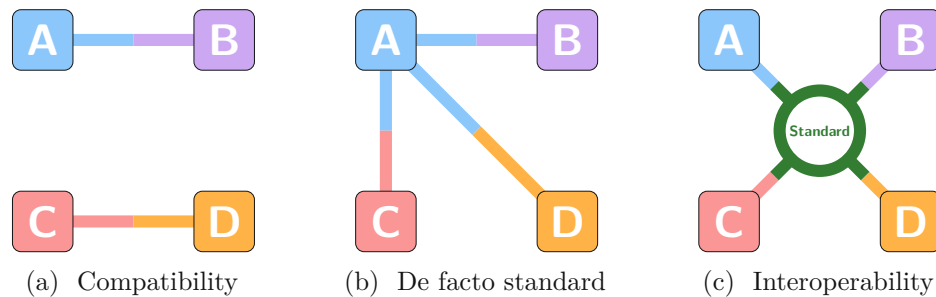 A B A B A B
Standard
C D C D C D
(a) Compatibility (b) De facto standard (c) Interoperability